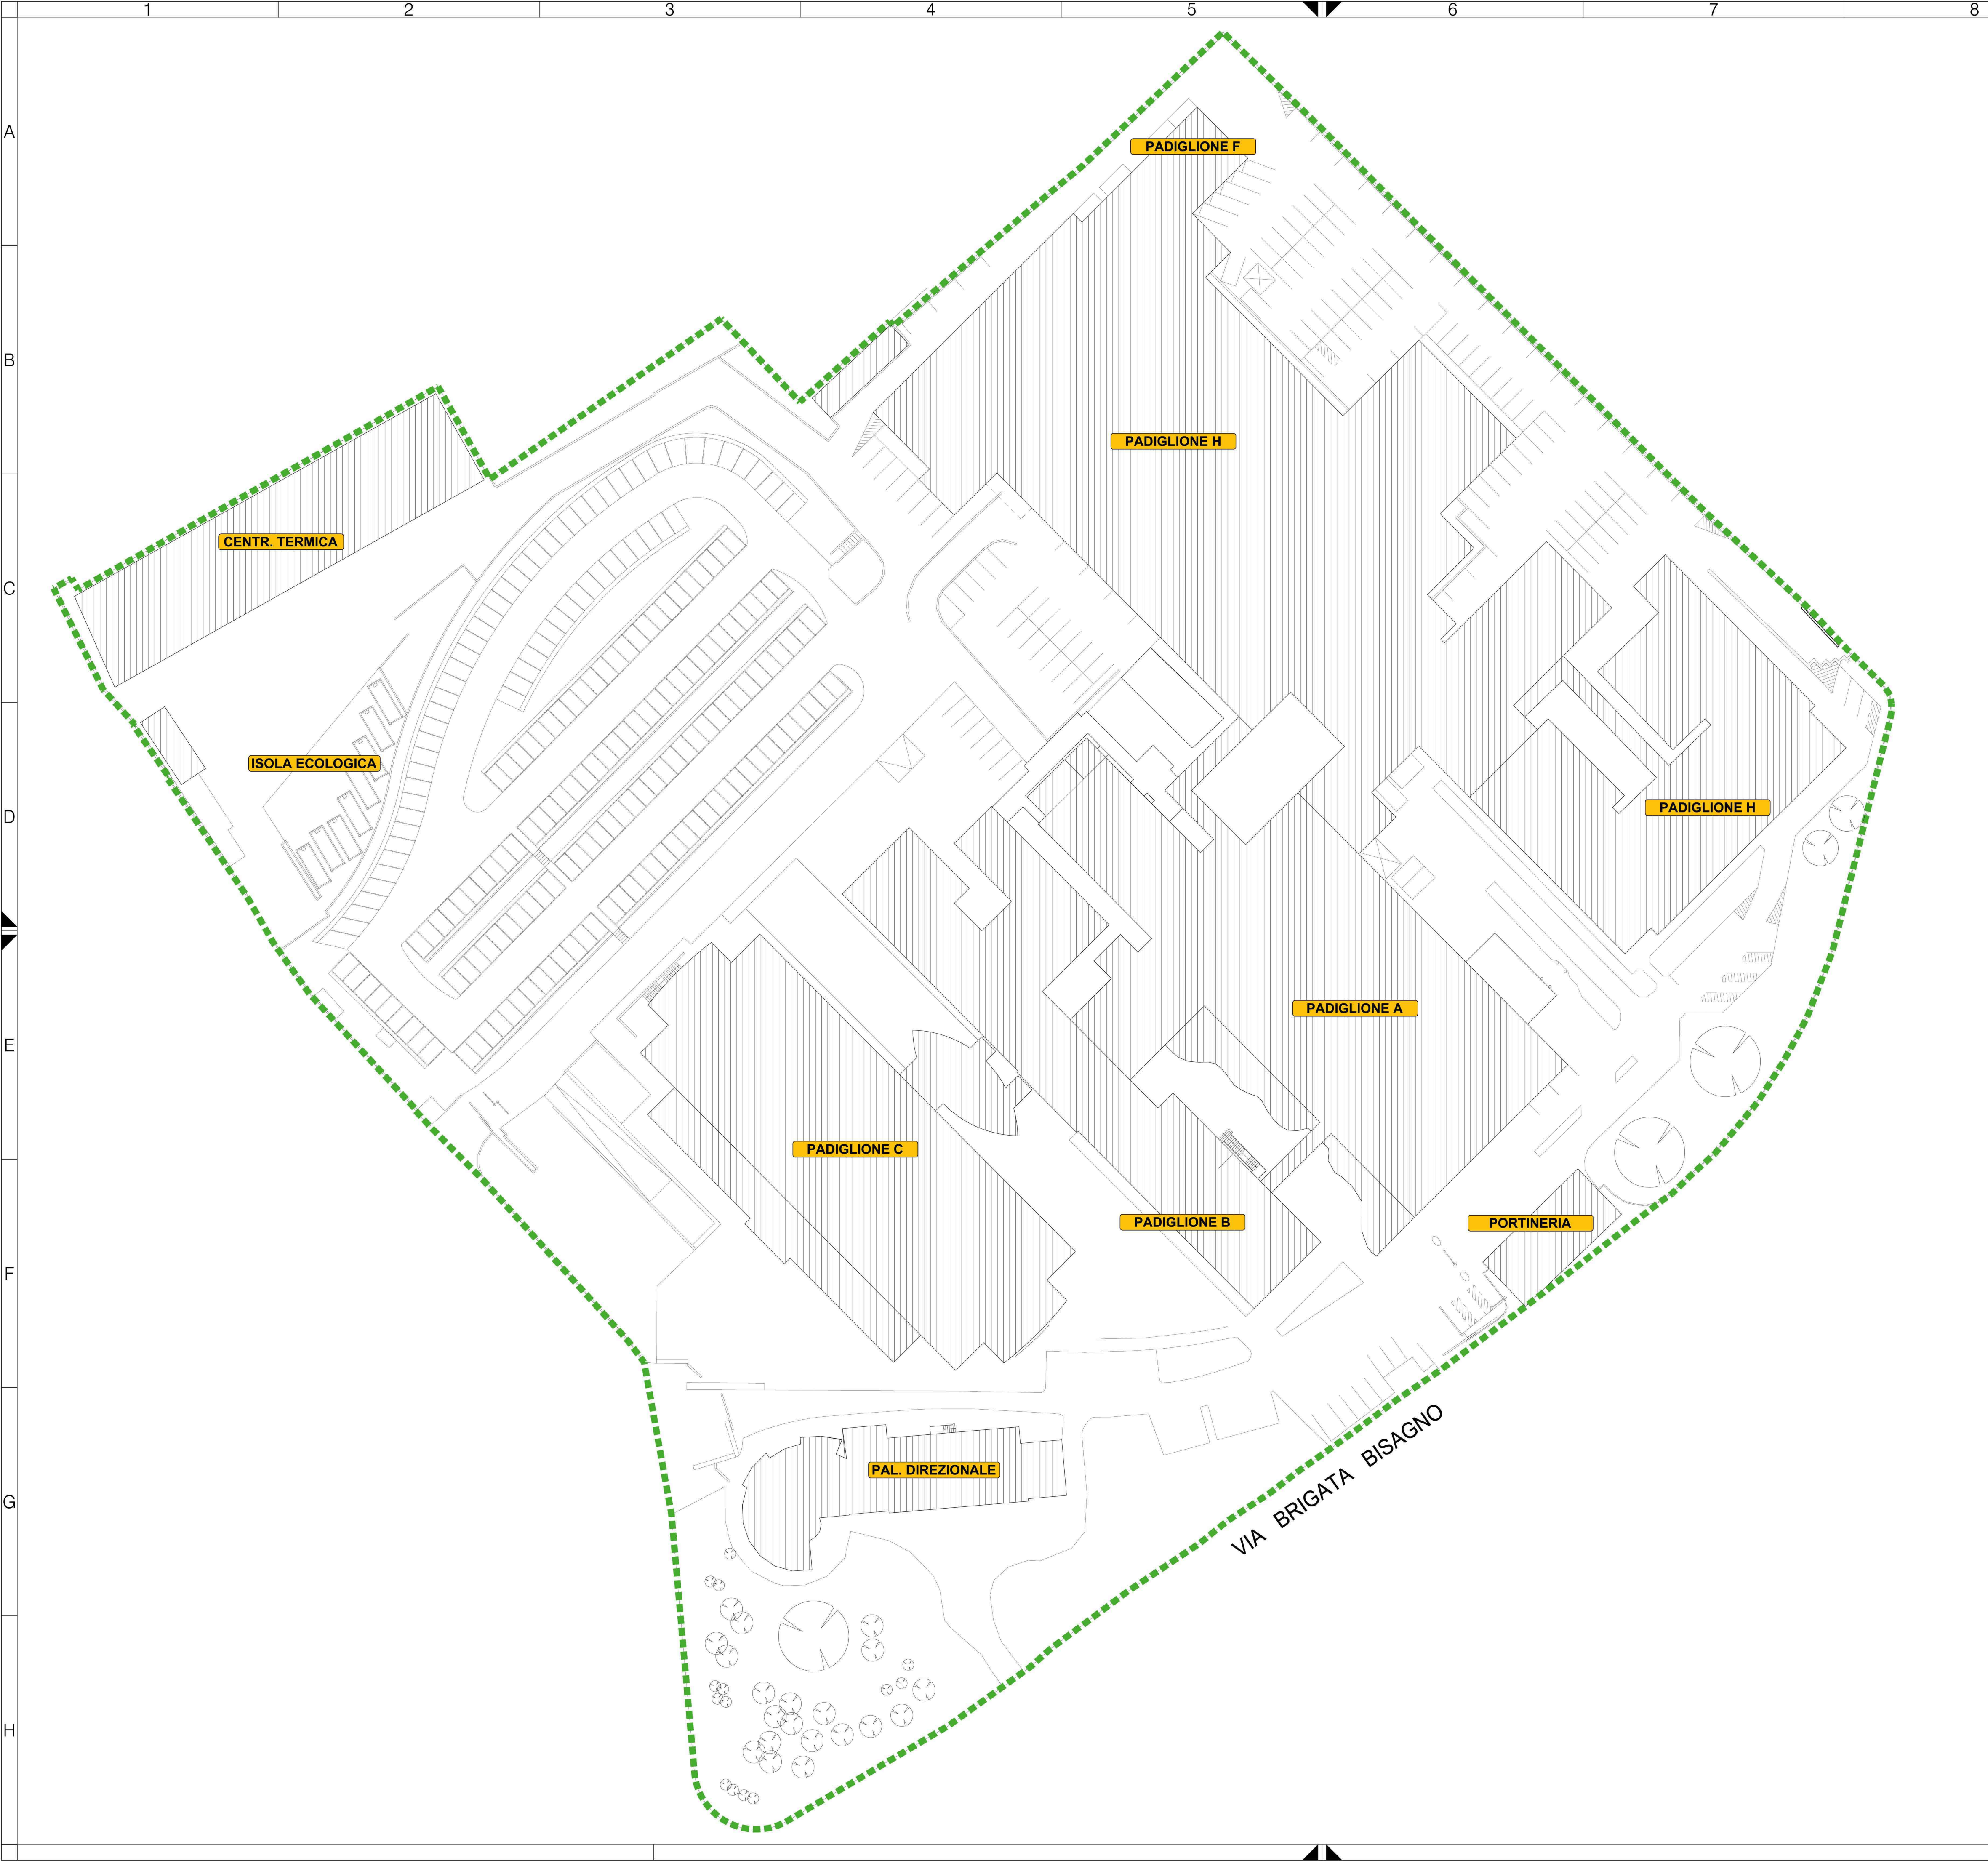 1 2 3 4 5 6 7 8
A
PADIGLIONE F
B
PADIGLIONE H
CENTR. TERMICA
C
ISOLA ECOLOGICA
D
PADIGLIONE H
PADIGLIONE A
E
PADIGLIONE C
PADIGLIONE B
PORTINERIA
F
VIA BRIGATA BISAGNO
PAL. DIREZIONALE
G
H